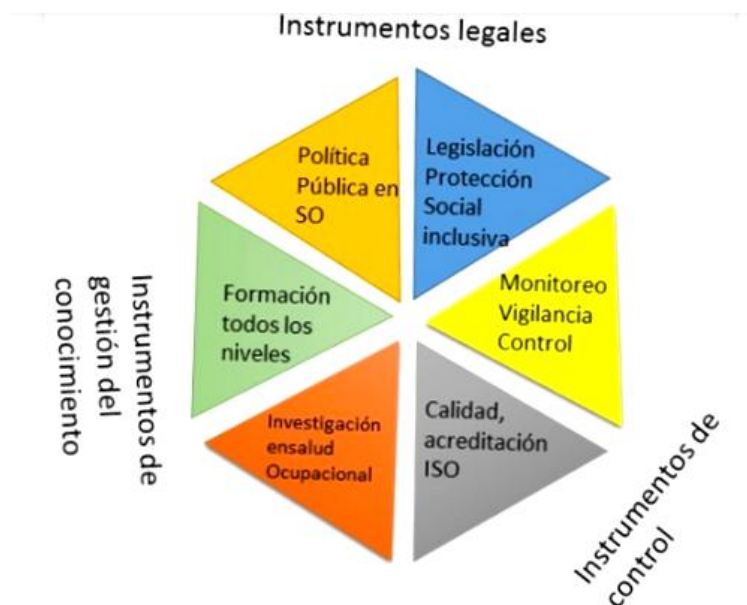 Instrumentos legales
Política
Pública en
SO
Legislación
Protección
Social
inclusiva
Formación
todos los
niveles
Monitoreo
Vigilancia
Control
Investigación
ensalud
Ocupacional
Calidad,
acreditación
ISO
Instrumentos de
gestión del
conocimiento
Instrumentos de
control